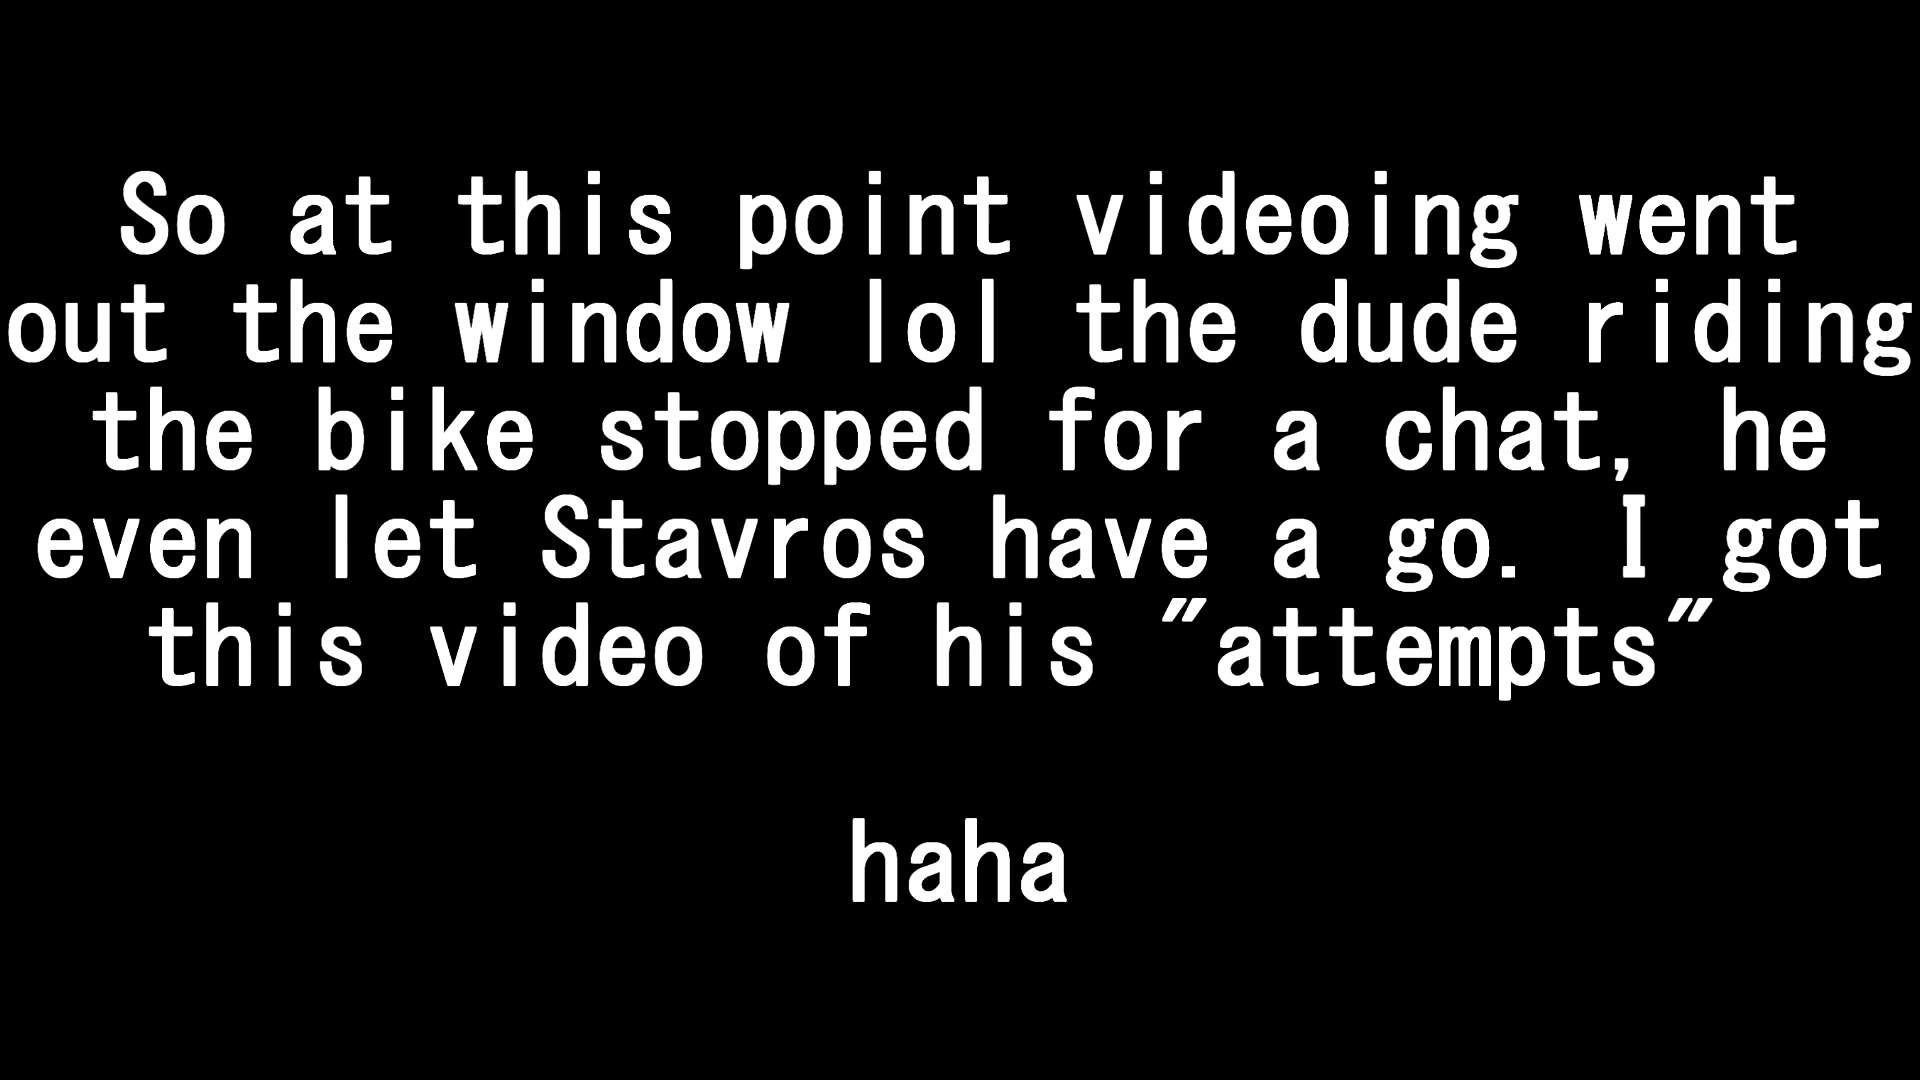 So at this point videoing went
out the window lol the dude riding
the bike stopped for a chat, he
even let Stavros have a go. I got
this video of his "attempts"
haha